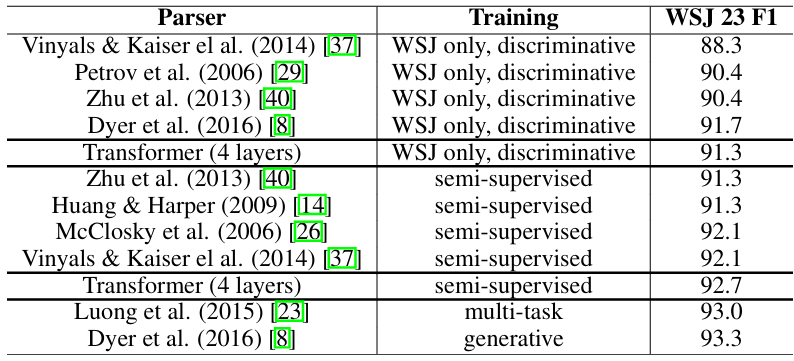 Parser Training WSJ 23 F1
Vinyals & Kaiser el al. (2014) [37] WSJ only, discriminative 88.3
Petrov et al. (2006) [29] WSJ only, discriminative 90.4
Zhu et al. (2013) [40] WSJ only, discriminative 90.4
Dyer et al. (2016) [8] WSJ only, discriminative 91.7
Transformer (4 layers) WSJ only, discriminative 91.3
Zhu et al. (2013) [40] semi-supervised 91.3
Huang & Harper (2009) [14] semi-supervised 91.3
McClosky et al. (2006) [26] semi-supervised 92.1
Vinyals & Kaiser el al. (2014) [37] semi-supervised 92.1
Transformer (4 layers) semi-supervised 92.7
Luong et al. (2015) [23] multi-task 93.0
Dyer et al. (2016) [8] generative 93.3